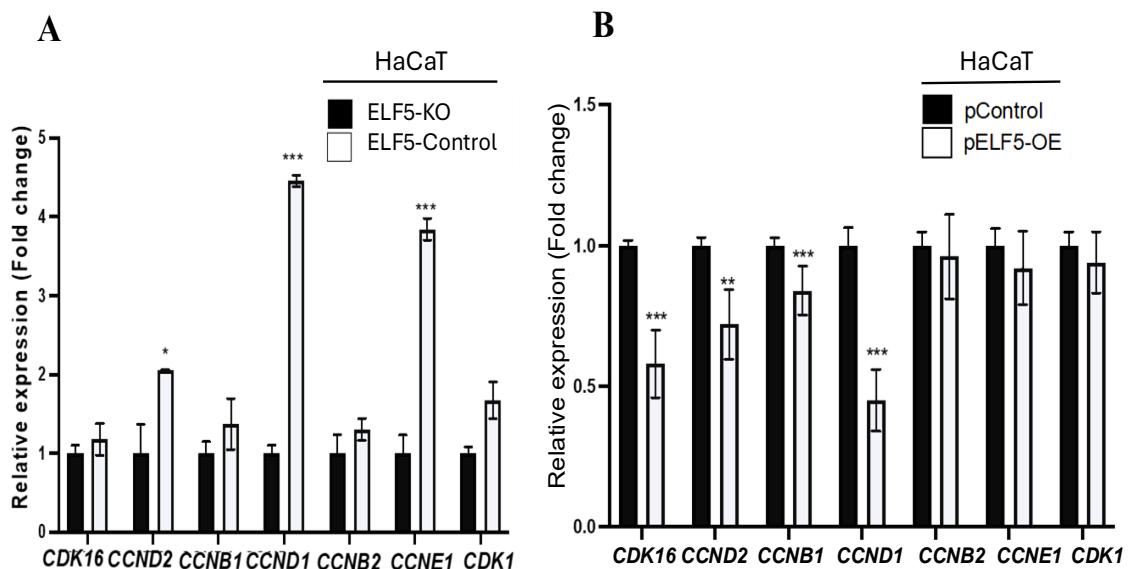 A
HaCaT
ELF5-KO
ELF5-Control
Relative expression (Fold change)
5
4
3
2
1
0
*
***
***
CDK16 CCND2 CCNB1 CCND1 CCNB2 CCNE1 CDK1
B
HaCaT
pControl
pELF5-OE
Relative expression (Fold change)
1.5
1.0
0.5
0.0
***
**
***
***
CDK16 CCND2 CCNB1 CCND1 CCNB2 CCNE1 CDK1